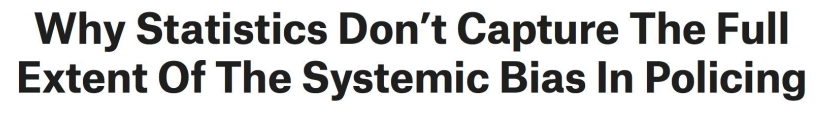 Why Statistics Don’t Capture The Full
Extent Of The Systemic Bias In Policing